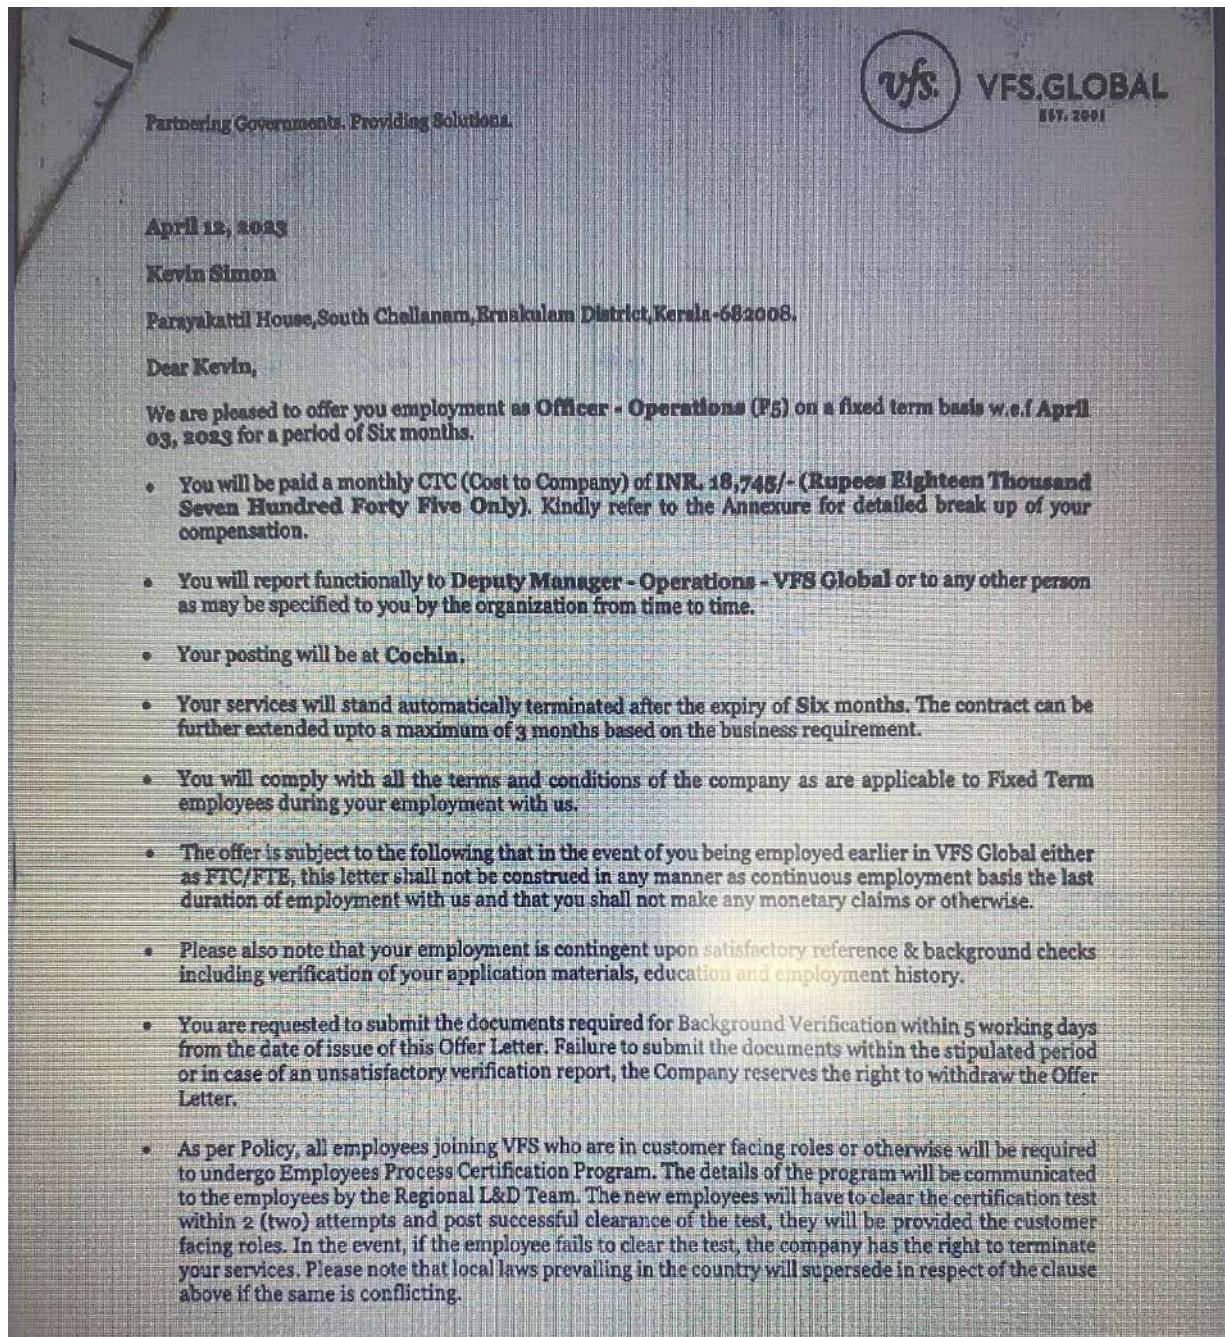 vfs.
VFS.GLOBAL
EST. 2001
Partnering Governments. Providing Solutions.
April 12, 2023
Kevin Simon
Parayakattil House,South Chellanam,Ernakulam District,Kerala-682008.
Dear Kevin,
We are pleased to offer you employment as Officer - Operations (P5) on a fixed term basis w.e.f April
03, 2023 for a period of Six months.
• You will be paid a monthly CTC (Cost to Company) of INR. 18,745/- (Rupees Eighteen Thousand
Seven Hundred Forty Five Only). Kindly refer to the Annexure for detailed break up of your
compensation.
• You will report functionally to Deputy Manager - Operations - VFS Global or to any other person
as may be specified to you by the organization from time to time.
• Your posting will be at Cochin.
• Your services will stand automatically terminated after the expiry of Six months. The contract can be
further extended upto a maximum of 3 months based on the business requirement.
• You will comply with all the terms and conditions of the company as are applicable to Fixed Term
employees during your employment with us.
• The offer is subject to the following that in the event of you being employed earlier in VFS Global either
as FTC/FTE, this letter shall not be construed in any manner as continuous employment basis the last
duration of employment with us and that you shall not make any monetary claims or otherwise.
• Please also note that your employment is contingent upon satisfactory reference & background checks
including verification of your application materials, education and employment history.
• You are requested to submit the documents required for Background Verification within 5 working days
from the date of issue of this Offer Letter. Failure to submit the documents within the stipulated period
or in case of an unsatisfactory verification report, the Company reserves the right to withdraw the Offer
Letter.
• As per Policy, all employees joining VFS who are in customer facing roles or otherwise will be required
to undergo Employees Process Certification Program. The details of the program will be communicated
to the employees by the Regional L&D Team. The new employees will have to clear the certification test
within 2 (two) attempts and post successful clearance of the test, they will be provided the customer
facing roles. In the event, if the employee fails to clear the test, the company has the right to terminate
your services. Please note that local laws prevailing in the country will supersede in respect of the clause
above if the same is conflicting.